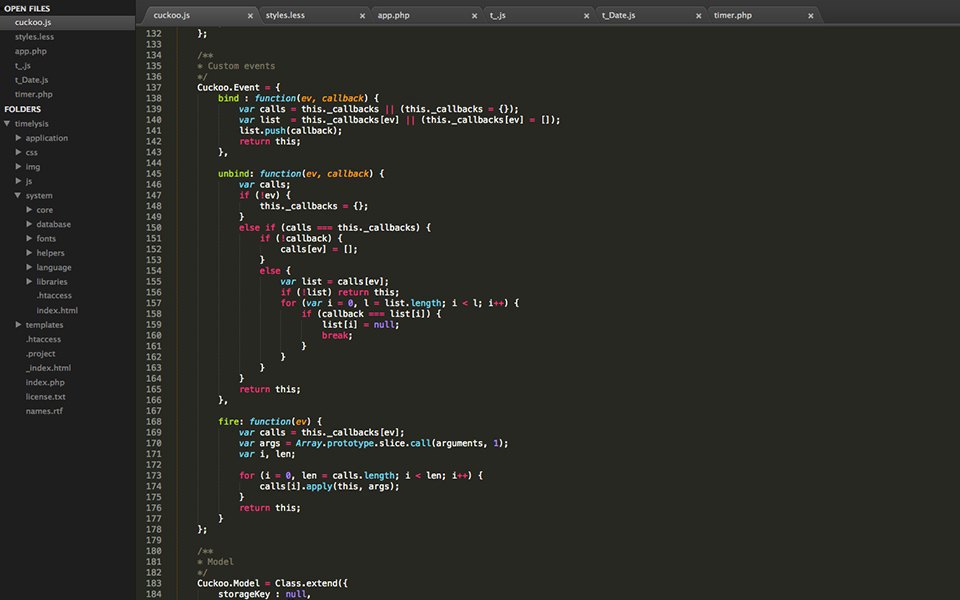 OPEN FILES
cuckoo.js
styles.less
app.php
t_.js
t_Date.js
timer.php
FOLDERS
timelysis
application
css
img
js
system
core
database
fonts
helpers
language
libraries
.htaccess
index.html
templates
.htaccess
.project
_index.html
index.php
license.txt
names.rtf
cuckoo.js × styles.less × app.php × t_.js × t_Date.js × timer.php ×
132 };
133
134 /**
135 * Custom events
136 */
137 Cuckoo.Event = {
138 bind : function(ev, callback) {
139 var calls = this._callbacks || (this._callbacks = {});
140 var list  = this._callbacks[ev] || (this._callbacks[ev] = []);
141 list.push(callback);
142 return this;
143 },
144
145 unbind: function(ev, callback) {
146 var calls;
147 if (!ev) {
148 this._callbacks = {};
149 }
150 else if (calls === this._callbacks) {
151 if (!callback) {
152 calls[ev] = [];
153 }
154 else {
155 var list = calls[ev];
156 if (!list) return this;
157 for (var i = 0, l = list.length; i < l; i++) {
158 if (callback === list[i]) {
159 list[i] = null;
160 break;
161 }
162 }
163 }
164 }
165 return this;
166 },
167
168 fire: function(ev) {
169 var calls = this._callbacks[ev];
170 var args = Array.prototype.slice.call(arguments, 1);
171 var i, len;
172
173 for (i = 0, len = calls.length; i < len; i++) {
174 calls[i].apply(this, args);
175 }
176 return this;
177 }
178 };
179
180 /**
181 * Model
182 */
183 Cuckoo.Model = Class.extend({
184 storageKey : null,